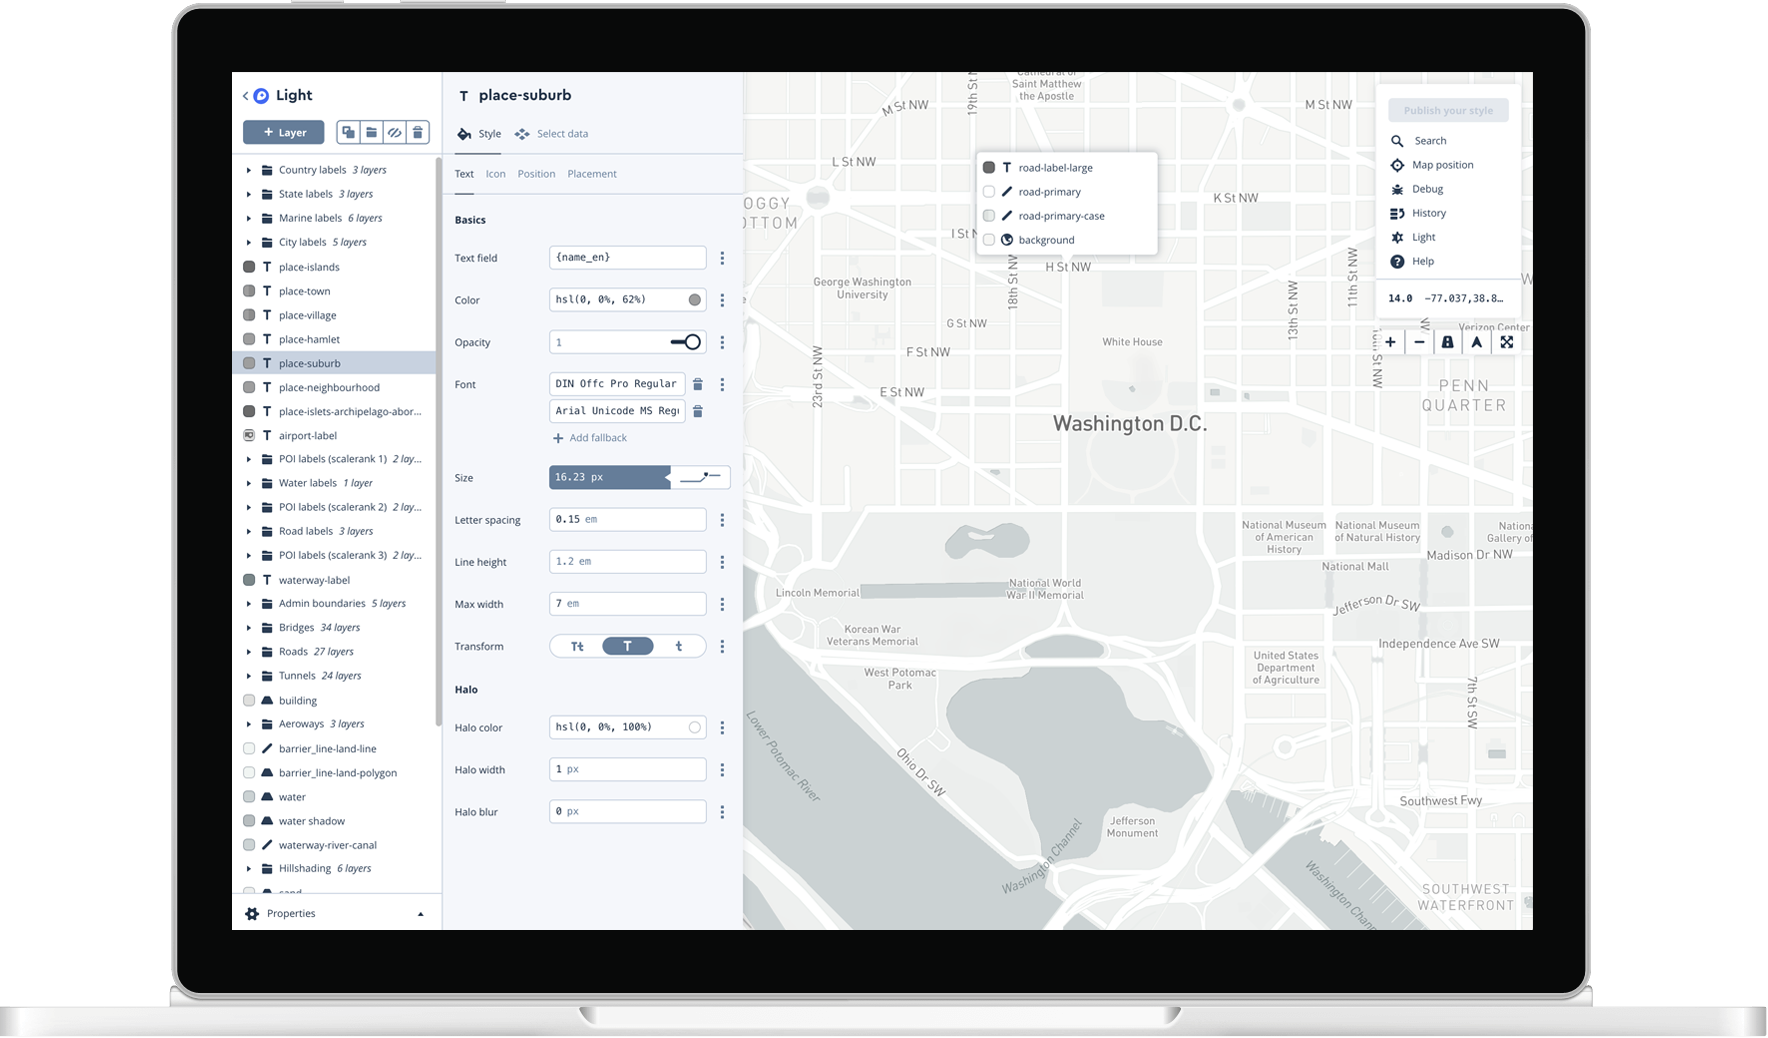 Light
+ Layer
Country labels 3 layers
State labels 3 layers
Marine labels 6 layers
City labels 5 layers
T place-islands
T place-town
T place-village
T place-hamlet
T place-suburb
T place-neighbourhood
T place-islets-archipelago-abor...
T airport-label
POI labels (scalerank 1) 2 lay...
Water labels 1 layer
POI labels (scalerank 2) 2 lay...
Road labels 3 layers
POI labels (scalerank 3) 2 lay...
T waterway-label
Admin boundaries 5 layers
Bridges 34 layers
Roads 27 layers
Tunnels 24 layers
building
Aeroways 3 layers
barrier_line-land-line
barrier_line-land-polygon
water
water shadow
waterway-river-canal
Hillshading 6 layers
sand
Properties
T place-suburb
Style Select data
Text Icon Position Placement
Basics
Text field {name_en}
Color hsl(0, 0%, 62%)
Opacity 1
Font DIN Offc Pro Regular
Arial Unicode MS Regu
+ Add fallback
Size 16.23 px
Letter spacing 0.15 em
Line height 1.2 em
Max width 7 em
Transform Tt T t
Halo
Halo color hsl(0, 0%, 100%)
Halo width 1 px
Halo blur 0 px
T road-label-large
road-primary
road-primary-case
background
Publish your style
Search
Map position
Debug
History
Light
Help
14.0 -77.037,38.8...
Saint Matthew
the Apostle
M St NW
19th St N
M St NW
L St NW
K St NW
OGGY
OTTOM
I St N
H St NW
18th St NW
George Washington
University
G St NW
F St NW
E St NW
23rd St NW
11th St NW
13th St NW
Verizon Center
White House
Washington D.C.
PENN
QUARTER
National Museum
of American
History
National Museum
of Natural History
Nationa
Gallery of
Madison Dr NW
National Mall
Lincoln Memorial
National World
War II Memorial
Jefferson Dr SW
Korean War
Veterans Memorial
Independence Ave SW
West Potomac
Park
United States
Department
of Agriculture
7th St SW
Lower Potomac River
Ohio Dr SW
Southwest Fwy
Jefferson
Monument
Washington Channel
Washington Chann
SOUTHWEST
WATERFRONT